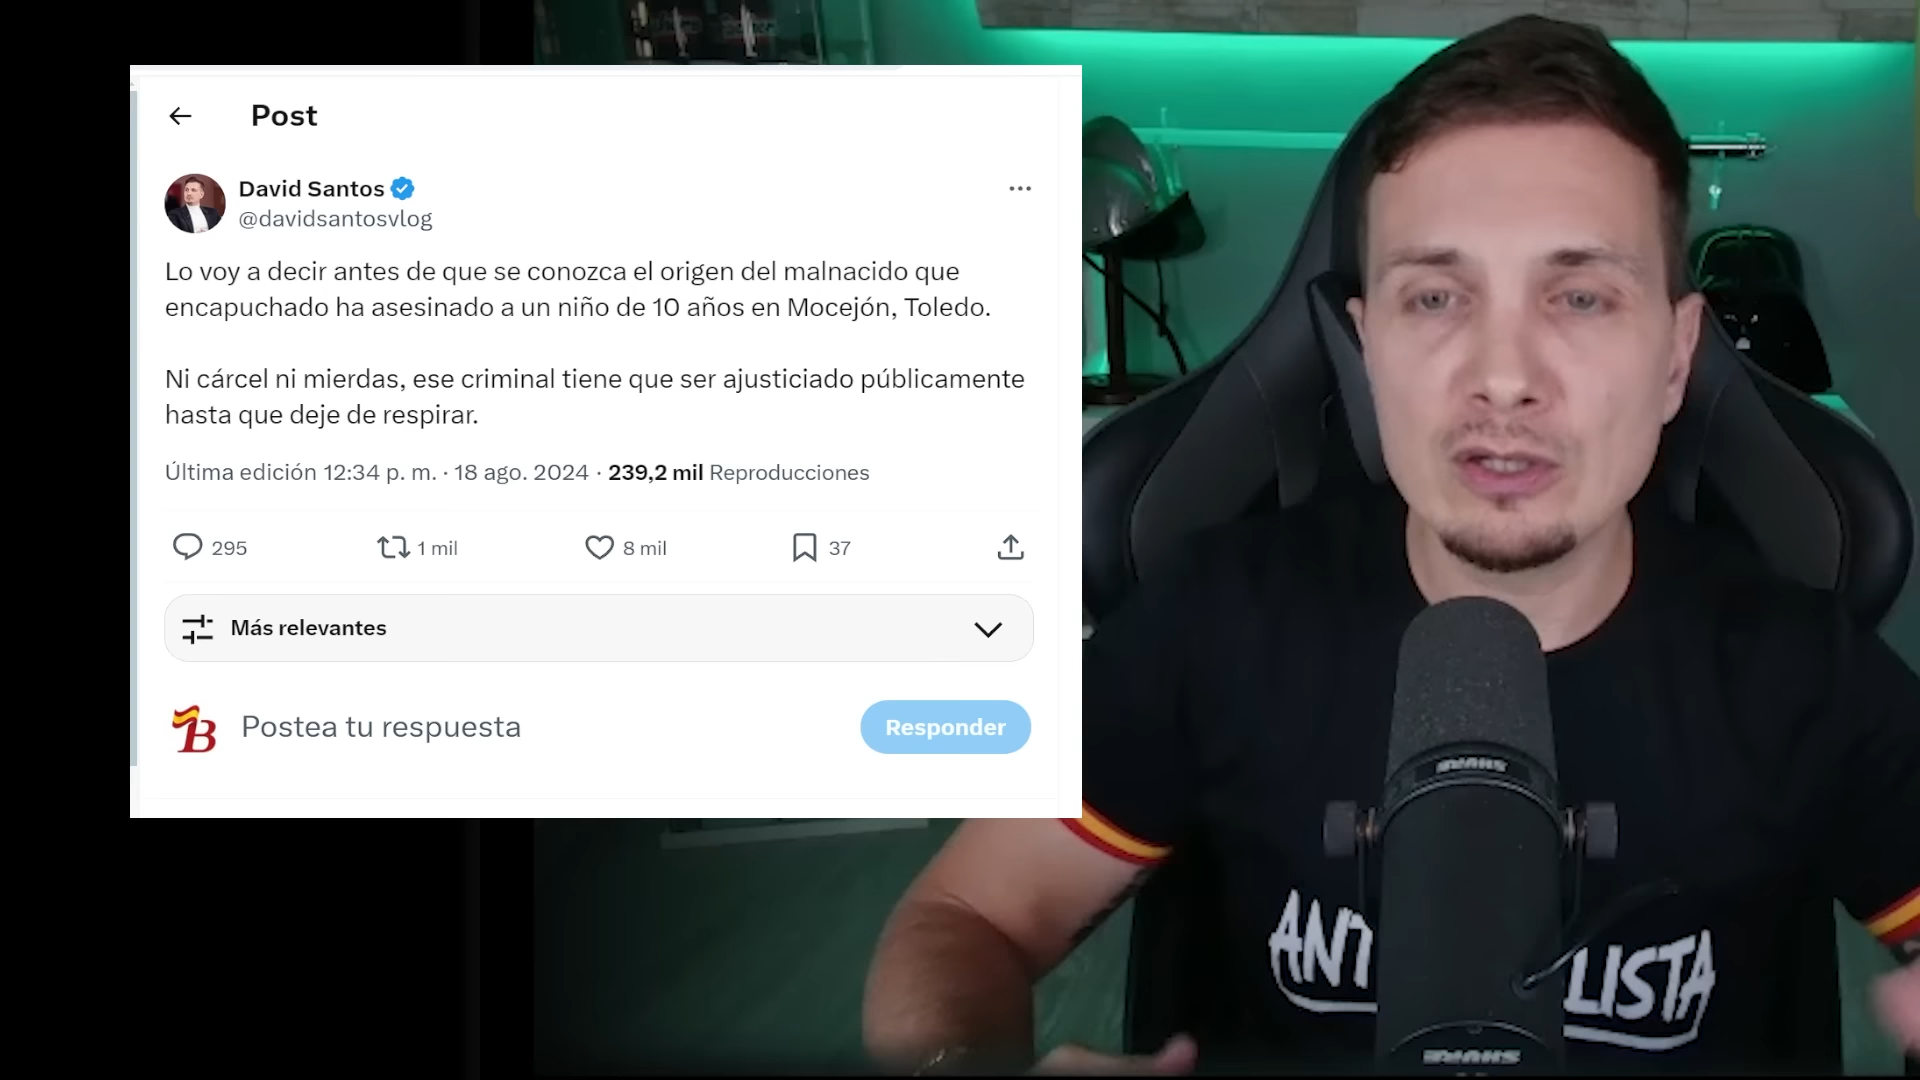 Post
David Santos
@davidsantosvlog
Lo voy a decir antes de que se conozca el origen del malnacido que
encapuchado ha asesinado a un niño de 10 años en Mocejón, Toledo.
Ni cárcel ni mierdas, ese criminal tiene que ser ajusticiado públicamente
hasta que deje de respirar.
Última edición 12:34 p. m. · 18 ago. 2024 · 239,2 mil Reproducciones
295 1 mil 8 mil 37
Más relevantes
B Postea tu respuesta Responder
SHURE
ANT LISTA
SHURE